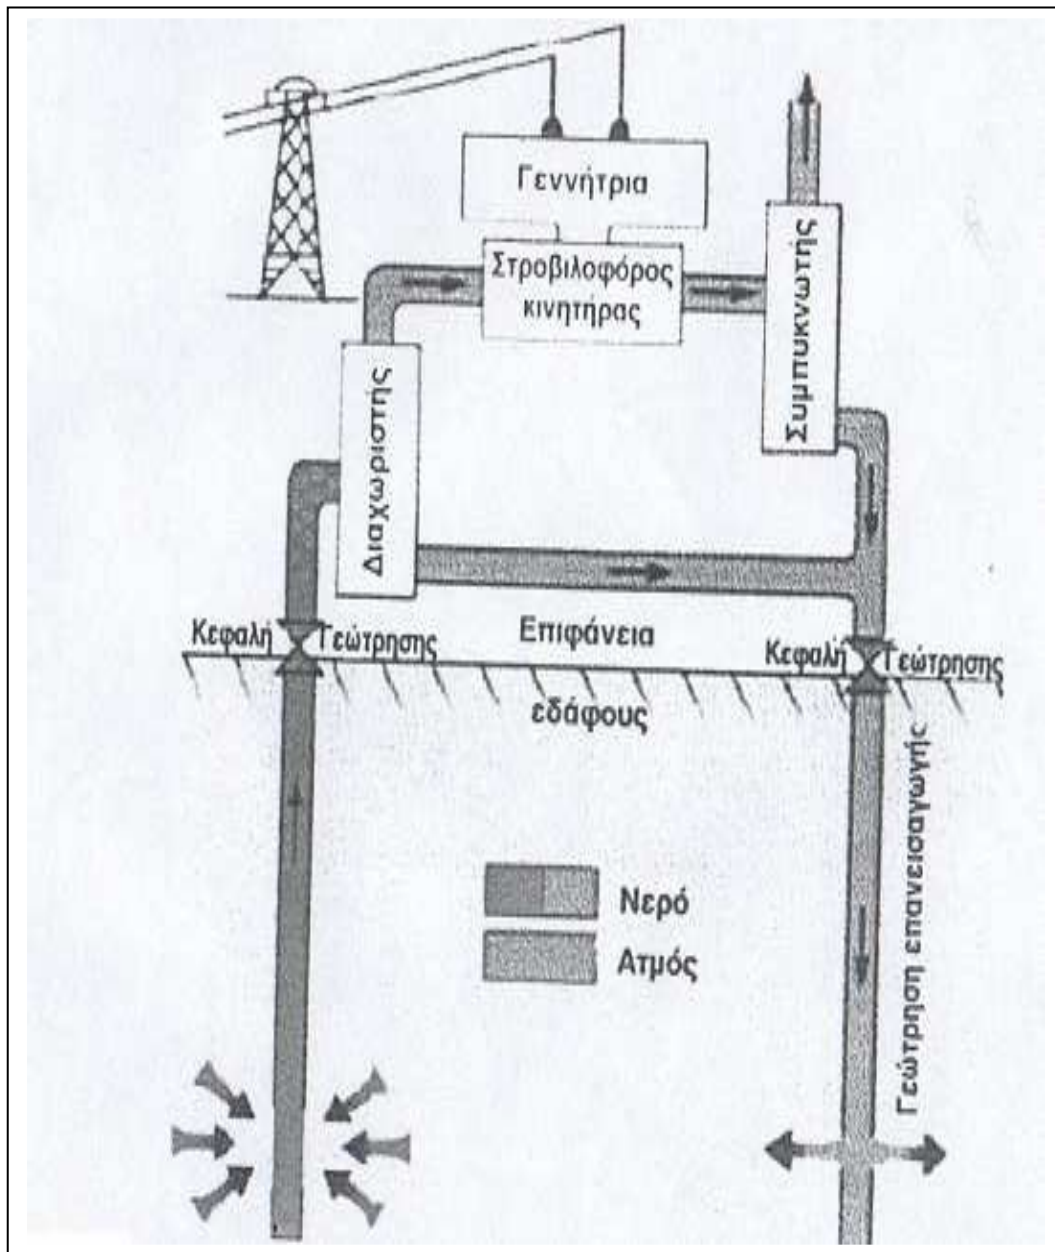 Γεννήτρια
Στροβιλοφόρος
κινητήρας
Συμπυκνωτής
Διαχωριστής
Κεφαλή Γεώτρησης
Επιφάνεια
εδάφους
Κεφαλή Γεώτρησης
Γεώτρηση επανεισαγωγής
Νερό
Ατμός